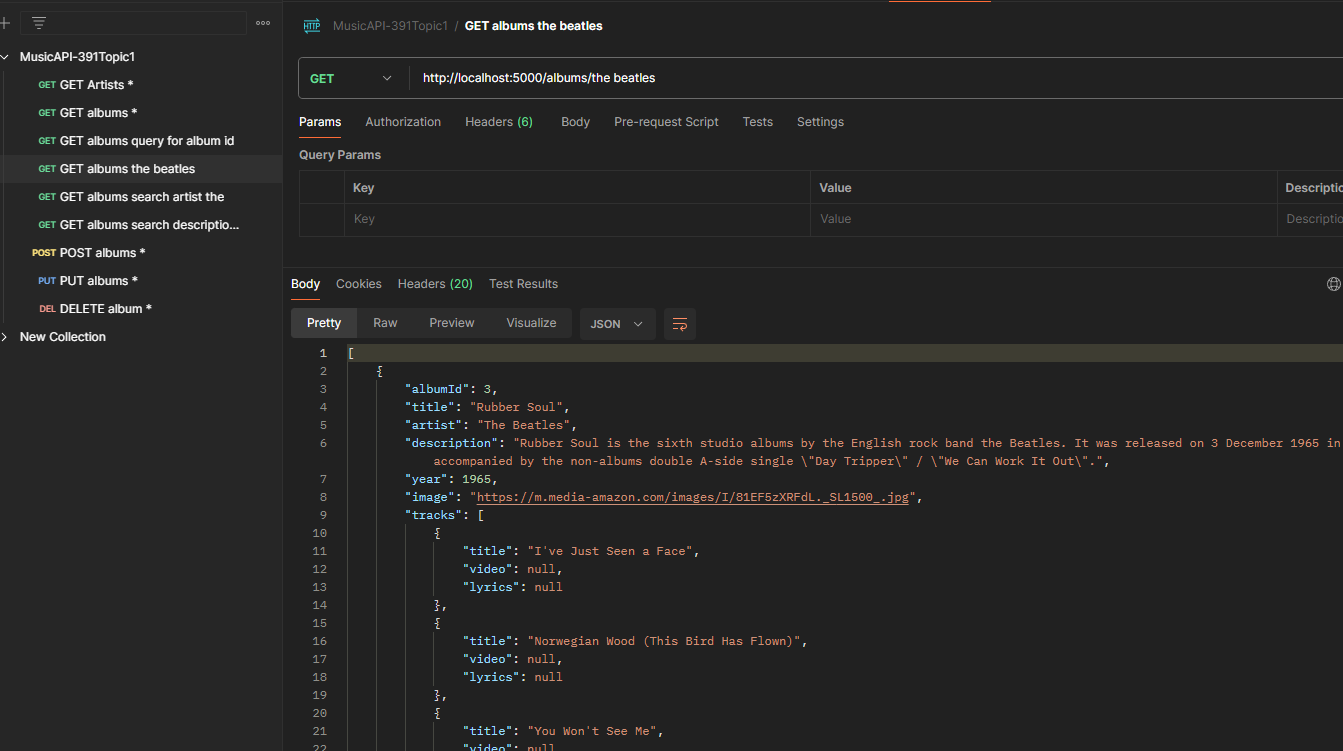 MusicAPI-391Topic1 / GET albums the beatles
MusicAPI-391Topic1
GET GET Artists *
GET GET albums *
GET GET albums query for album id
GET GET albums the beatles
GET GET albums search artist the
GET GET albums search descriptio...
POST POST albums *
PUT PUT albums *
DEL DELETE album *
New Collection
GET http://localhost:5000/albums/the beatles
Params Authorization Headers (6) Body Pre-request Script Tests Settings
Query Params
Key Value Descriptio
Key Value Descriptio
Body Cookies Headers (20) Test Results
Pretty Raw Preview Visualize JSON
1 [
2 {
3 "albumId": 3,
4 "title": "Rubber Soul",
5 "artist": "The Beatles",
6 "description": "Rubber Soul is the sixth studio albums by the English rock band the Beatles. It was released on 3 December 1965 in
accompanied by the non-albums double A-side single \"Day Tripper\" / \"We Can Work It Out\".",
7 "year": 1965,
8 "image": "https://m.media-amazon.com/images/I/81EF5zXRFdL._SL1500_.jpg",
9 "tracks": [
10 {
11 "title": "I've Just Seen a Face",
12 "video": null,
13 "lyrics": null
14 },
15 {
16 "title": "Norwegian Wood (This Bird Has Flown)",
17 "video": null,
18 "lyrics": null
19 },
20 {
21 "title": "You Won't See Me",
22 "video": null